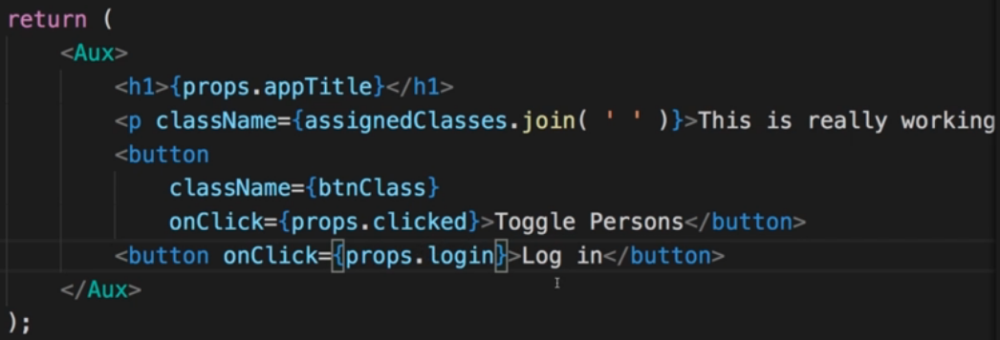 return (
<Aux>
<h1>{props.appTitle}</h1>
<p className={assignedClasses.join( ' ' )}>This is really working
<button
className={btnClass}
onClick={props.clicked}>Toggle Persons</button>
<button onClick={props.login}>Log in</button>
</Aux>
);